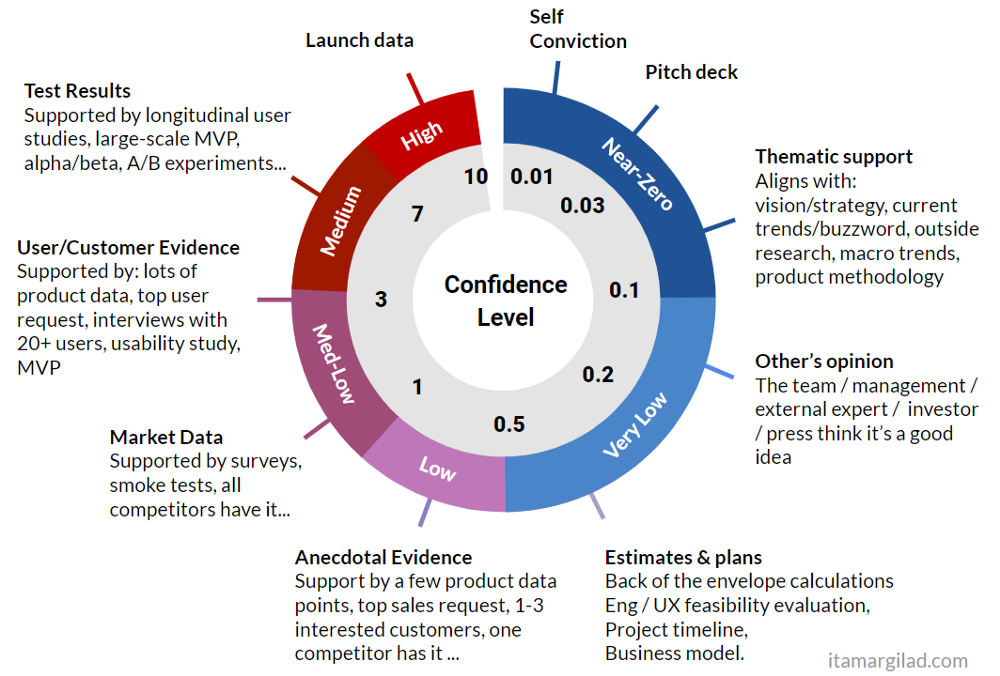 Self
Conviction
Launch data
Pitch deck
Test Results
Supported by longitudinal user
studies, large-scale MVP,
alpha/beta, A/B experiments...
High
Near-Zero
10
0.01
0.03
7
Thematic support
Aligns with:
vision/strategy, current
trends/buzzword, outside
research, macro trends,
product methodology
Medium
User/Customer Evidence
Supported by: lots of
product data, top user
request, interviews with
20+ users, usability study,
MVP
3
Confidence
Level
0.1
Med-Low
1
0.2
0.5
Very Low
Other's opinion
The team / management /
external expert / investor
/ press think it's a good
idea
Market Data
Supported by surveys,
smoke tests, all
competitors have it...
Low
Anecdotal Evidence
Support by a few product data
points, top sales request, 1-3
interested customers, one
competitor has it ...
Estimates & plans
Back of the envelope calculations
Eng / UX feasibility evaluation,
Project timeline,
Business model.
itamargilad.com